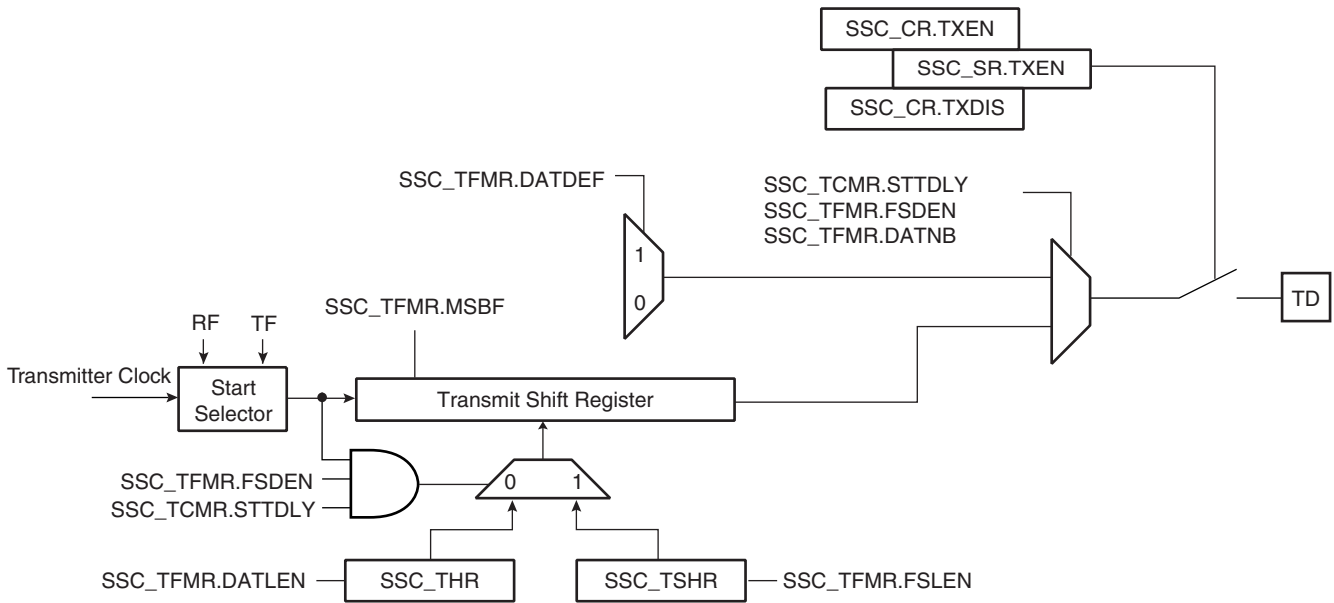 SSC_CR.TXEN
SSC_SR.TXEN
SSC_CR.TXDIS
SSC_TFMR.DATDEF
SSC_TCMR.STTDLY
SSC_TFMR.FSDEN
SSC_TFMR.DATNB
1
0
TD
SSC_TFMR.MSBF
RF
TF
Transmitter Clock
Start
Selector
Transmit Shift Register
SSC_TFMR.FSDEN
SSC_TCMR.STTDLY
0
1
SSC_TFMR.DATLEN
SSC_THR
SSC_TSHR
SSC_TFMR.FSLEN